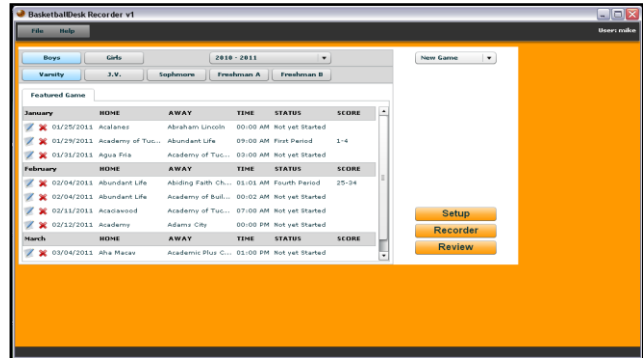 BasketballDesk Recorder v1
File Help User: mike
Boys Girls 2010 - 2011 New Game
Varsity J.V. Sophmore Freshman A Freshman B
Featured Game
January HOME AWAY TIME STATUS SCORE
01/25/2011 Acalanes Abraham Lincoln 00:00 AM Not yet Started
01/29/2011 Academy of Tuc... Abundant Life 09:00 AM First Period 1-4
01/31/2011 Agua Fria Academy of Tuc... 03:00 AM Not yet Started
February HOME AWAY TIME STATUS SCORE
02/04/2011 Abundant Life Abiding Faith Ch... 01:01 AM Fourth Period 25-34
02/04/2011 Abundant Life Academy of Buil... 00:02 AM Not yet Started
02/11/2011 Acaciawood Academy of Tuc... 07:00 AM Not yet Started
02/12/2011 Academy Adams City 00:00 PM Not yet Started
March HOME AWAY TIME STATUS SCORE
03/04/2011 Aha Macav Academic Plus C... 01:00 PM Not yet Started
Setup
Recorder
Review